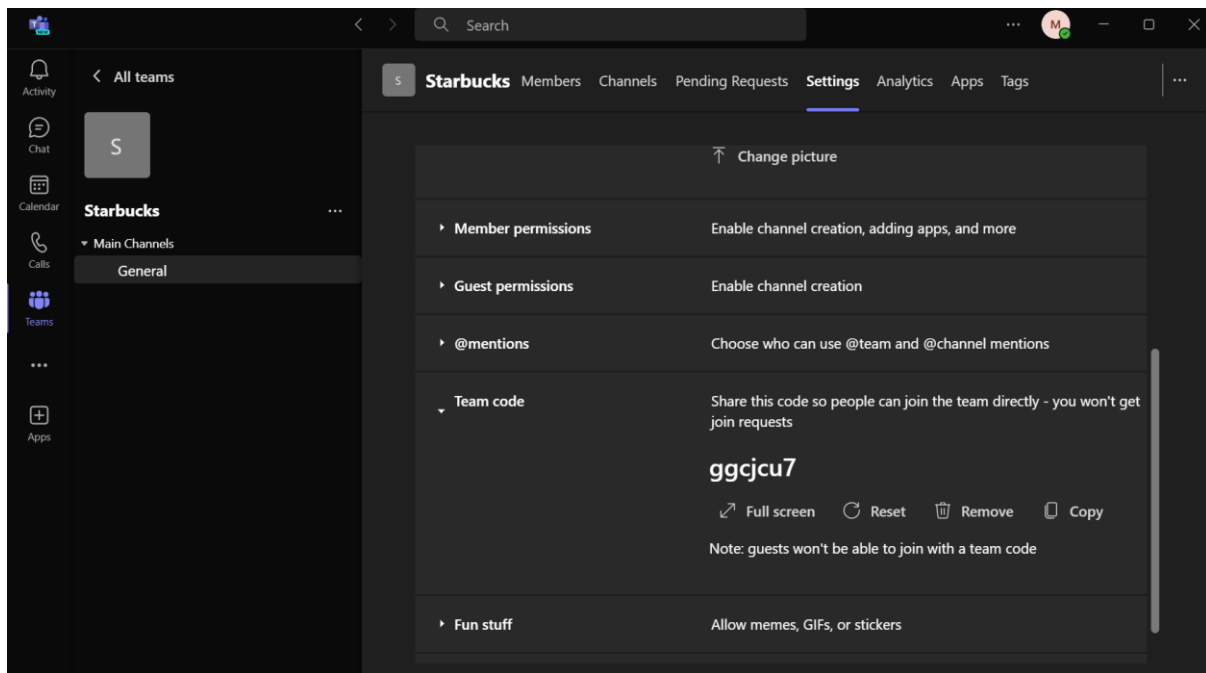 Search
M
Activity
Chat
Calendar
Calls
Teams
Apps
All teams
S
Starbucks
Main Channels
General
S
Starbucks Members Channels Pending Requests Settings Analytics Apps Tags
Change picture
Member permissions Enable channel creation, adding apps, and more
Guest permissions Enable channel creation
@mentions Choose who can use @team and @channel mentions
Team code Share this code so people can join the team directly - you won't get
join requests
ggcjcu7
Full screen Reset Remove Copy
Note: guests won't be able to join with a team code
Fun stuff Allow memes, GIFs, or stickers